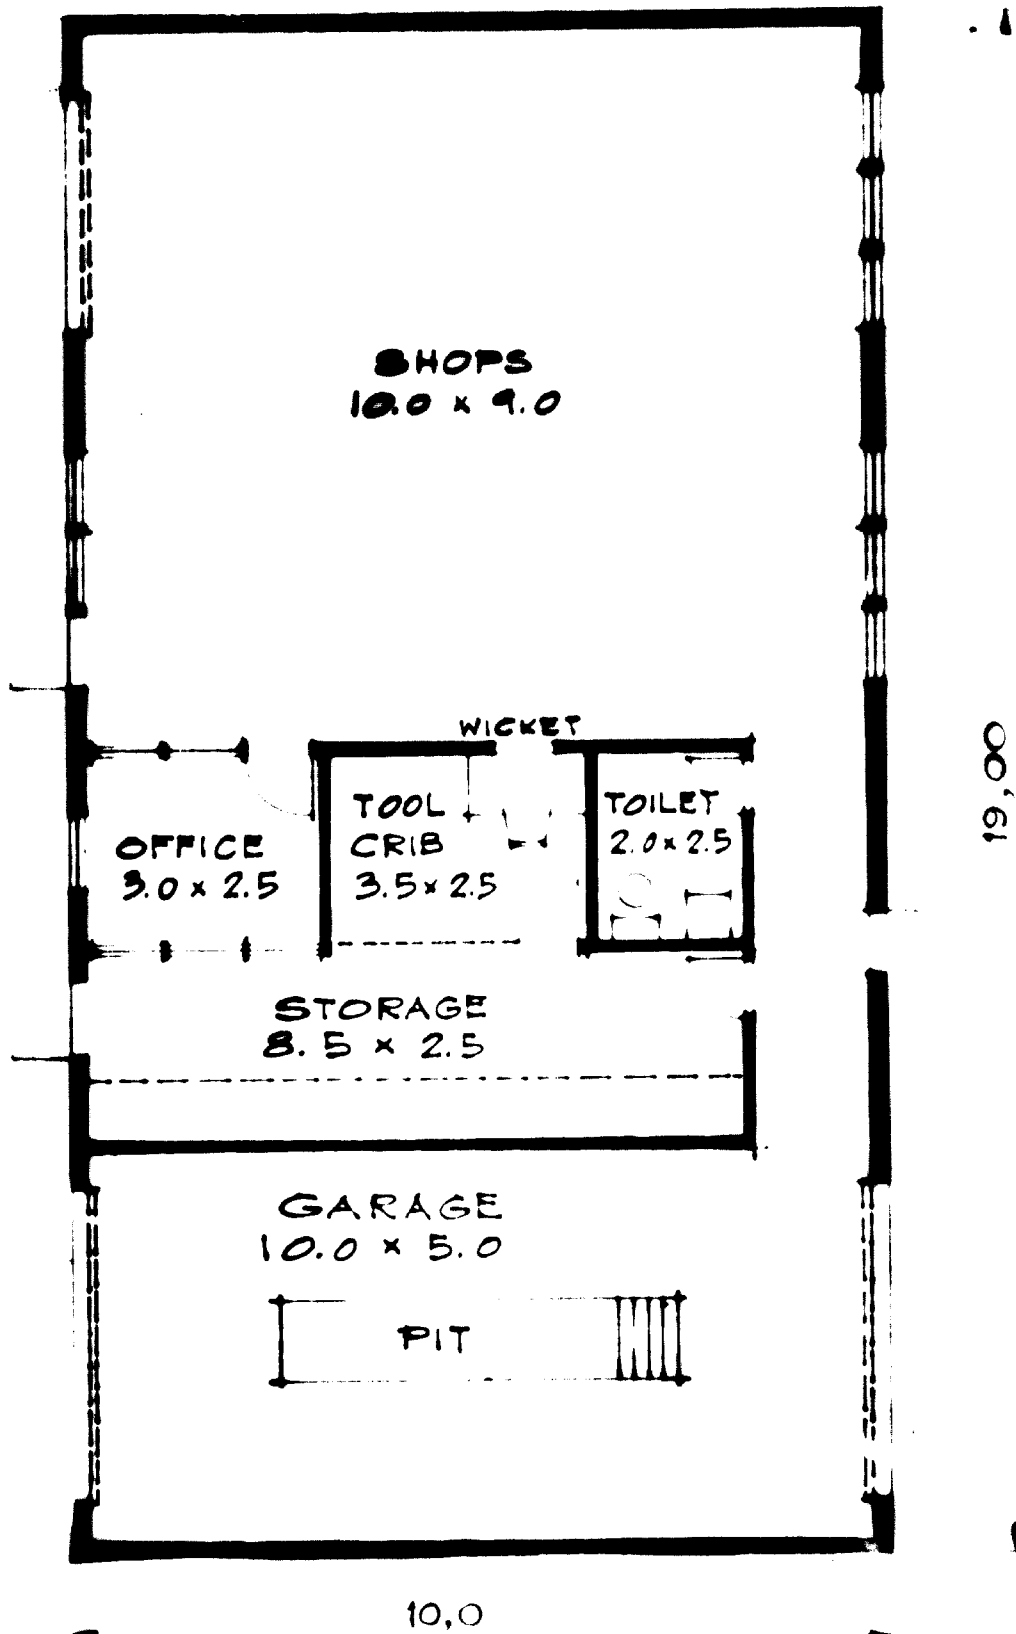 SHOPS
10.0 x 9.0
WICKET
TOOL
CRIB
3.5 x 2.5
TOILET
2.0 x 2.5
OFFICE
3.0 x 2.5
19,00
STORAGE
8.5 x 2.5
GARAGE
10.0 x 5.0
PIT
10,0